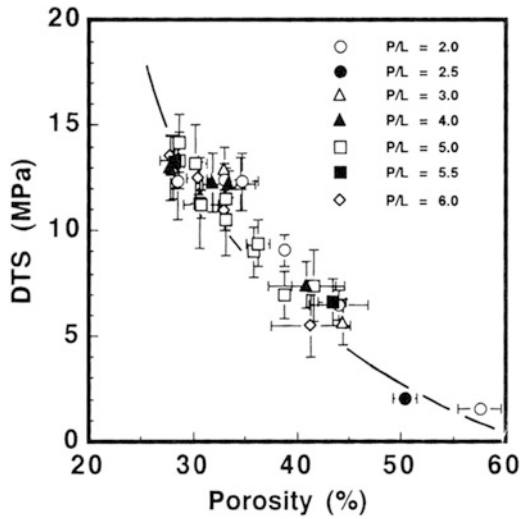 20
15
10
5
0
DTS (MPa)
20 30 40 50 60
Porosity (%)
P/L = 2.0
P/L = 2.5
P/L = 3.0
P/L = 4.0
P/L = 5.0
P/L = 5.5
P/L = 6.0